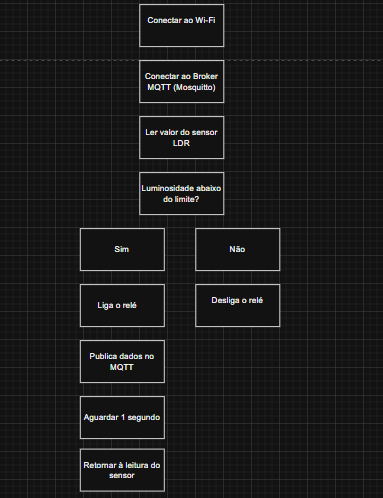 Conectar ao Wi-Fi
Conectar ao Broker
MQTT (Mosquitto)
Ler valor do sensor
LDR
Luminosidade abaixo
do limite?
Sim
Não
Liga o relé
Desliga o relé
Publica dados no
MQTT
Aguardar 1 segundo
Retornar à leitura do
sensor